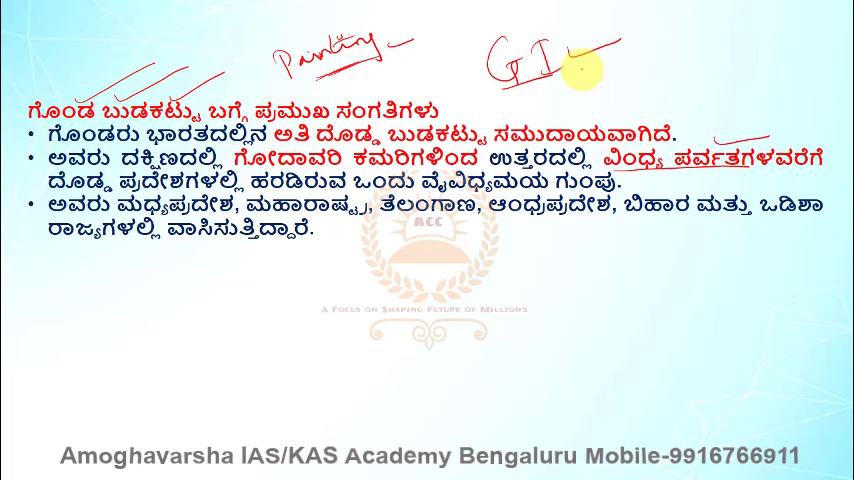 Painting
GI
ಗೊಂಡ ಬುಡಕಟ್ಟು ಬಗ್ಗೆ ಪ್ರಮುಖ ಸಂಗತಿಗಳು
• ಗೊಂಡರು ಭಾರತದಲ್ಲಿನ ಅತಿ ದೊಡ್ಡ ಬುಡಕಟ್ಟು ಸಮುದಾಯವಾಗಿದೆ.
• ಅವರು ದಕ್ಷಿಣದಲ್ಲಿ ಗೋದಾವರಿ ಕಮರಿಗಳಿಂದ ಉತ್ತರದಲ್ಲಿ ವಿಂಧ್ಯ ಪರ್ವತಗಳವರೆಗೆ
ದೊಡ್ಡ ಪ್ರದೇಶಗಳಲ್ಲಿ ಹರಡಿರುವ ಒಂದು ವೈವಿಧ್ಯಮಯ ಗುಂಪು.
• ಅವರು ಮಧ್ಯಪ್ರದೇಶ, ಮಹಾರಾಷ್ಟ್ರ, ತೆಲಂಗಾಣ, ಆಂಧ್ರಪ್ರದೇಶ, ಬಿಹಾರ ಮತ್ತು ಒಡಿಶಾ
ರಾಜ್ಯಗಳಲ್ಲಿ ವಾಸಿಸುತ್ತಿದ್ದಾರೆ.
ACC
A Focus on Shaping Future of Millions
Amoghavarsha IAS/KAS Academy Bengaluru Mobile-9916766911